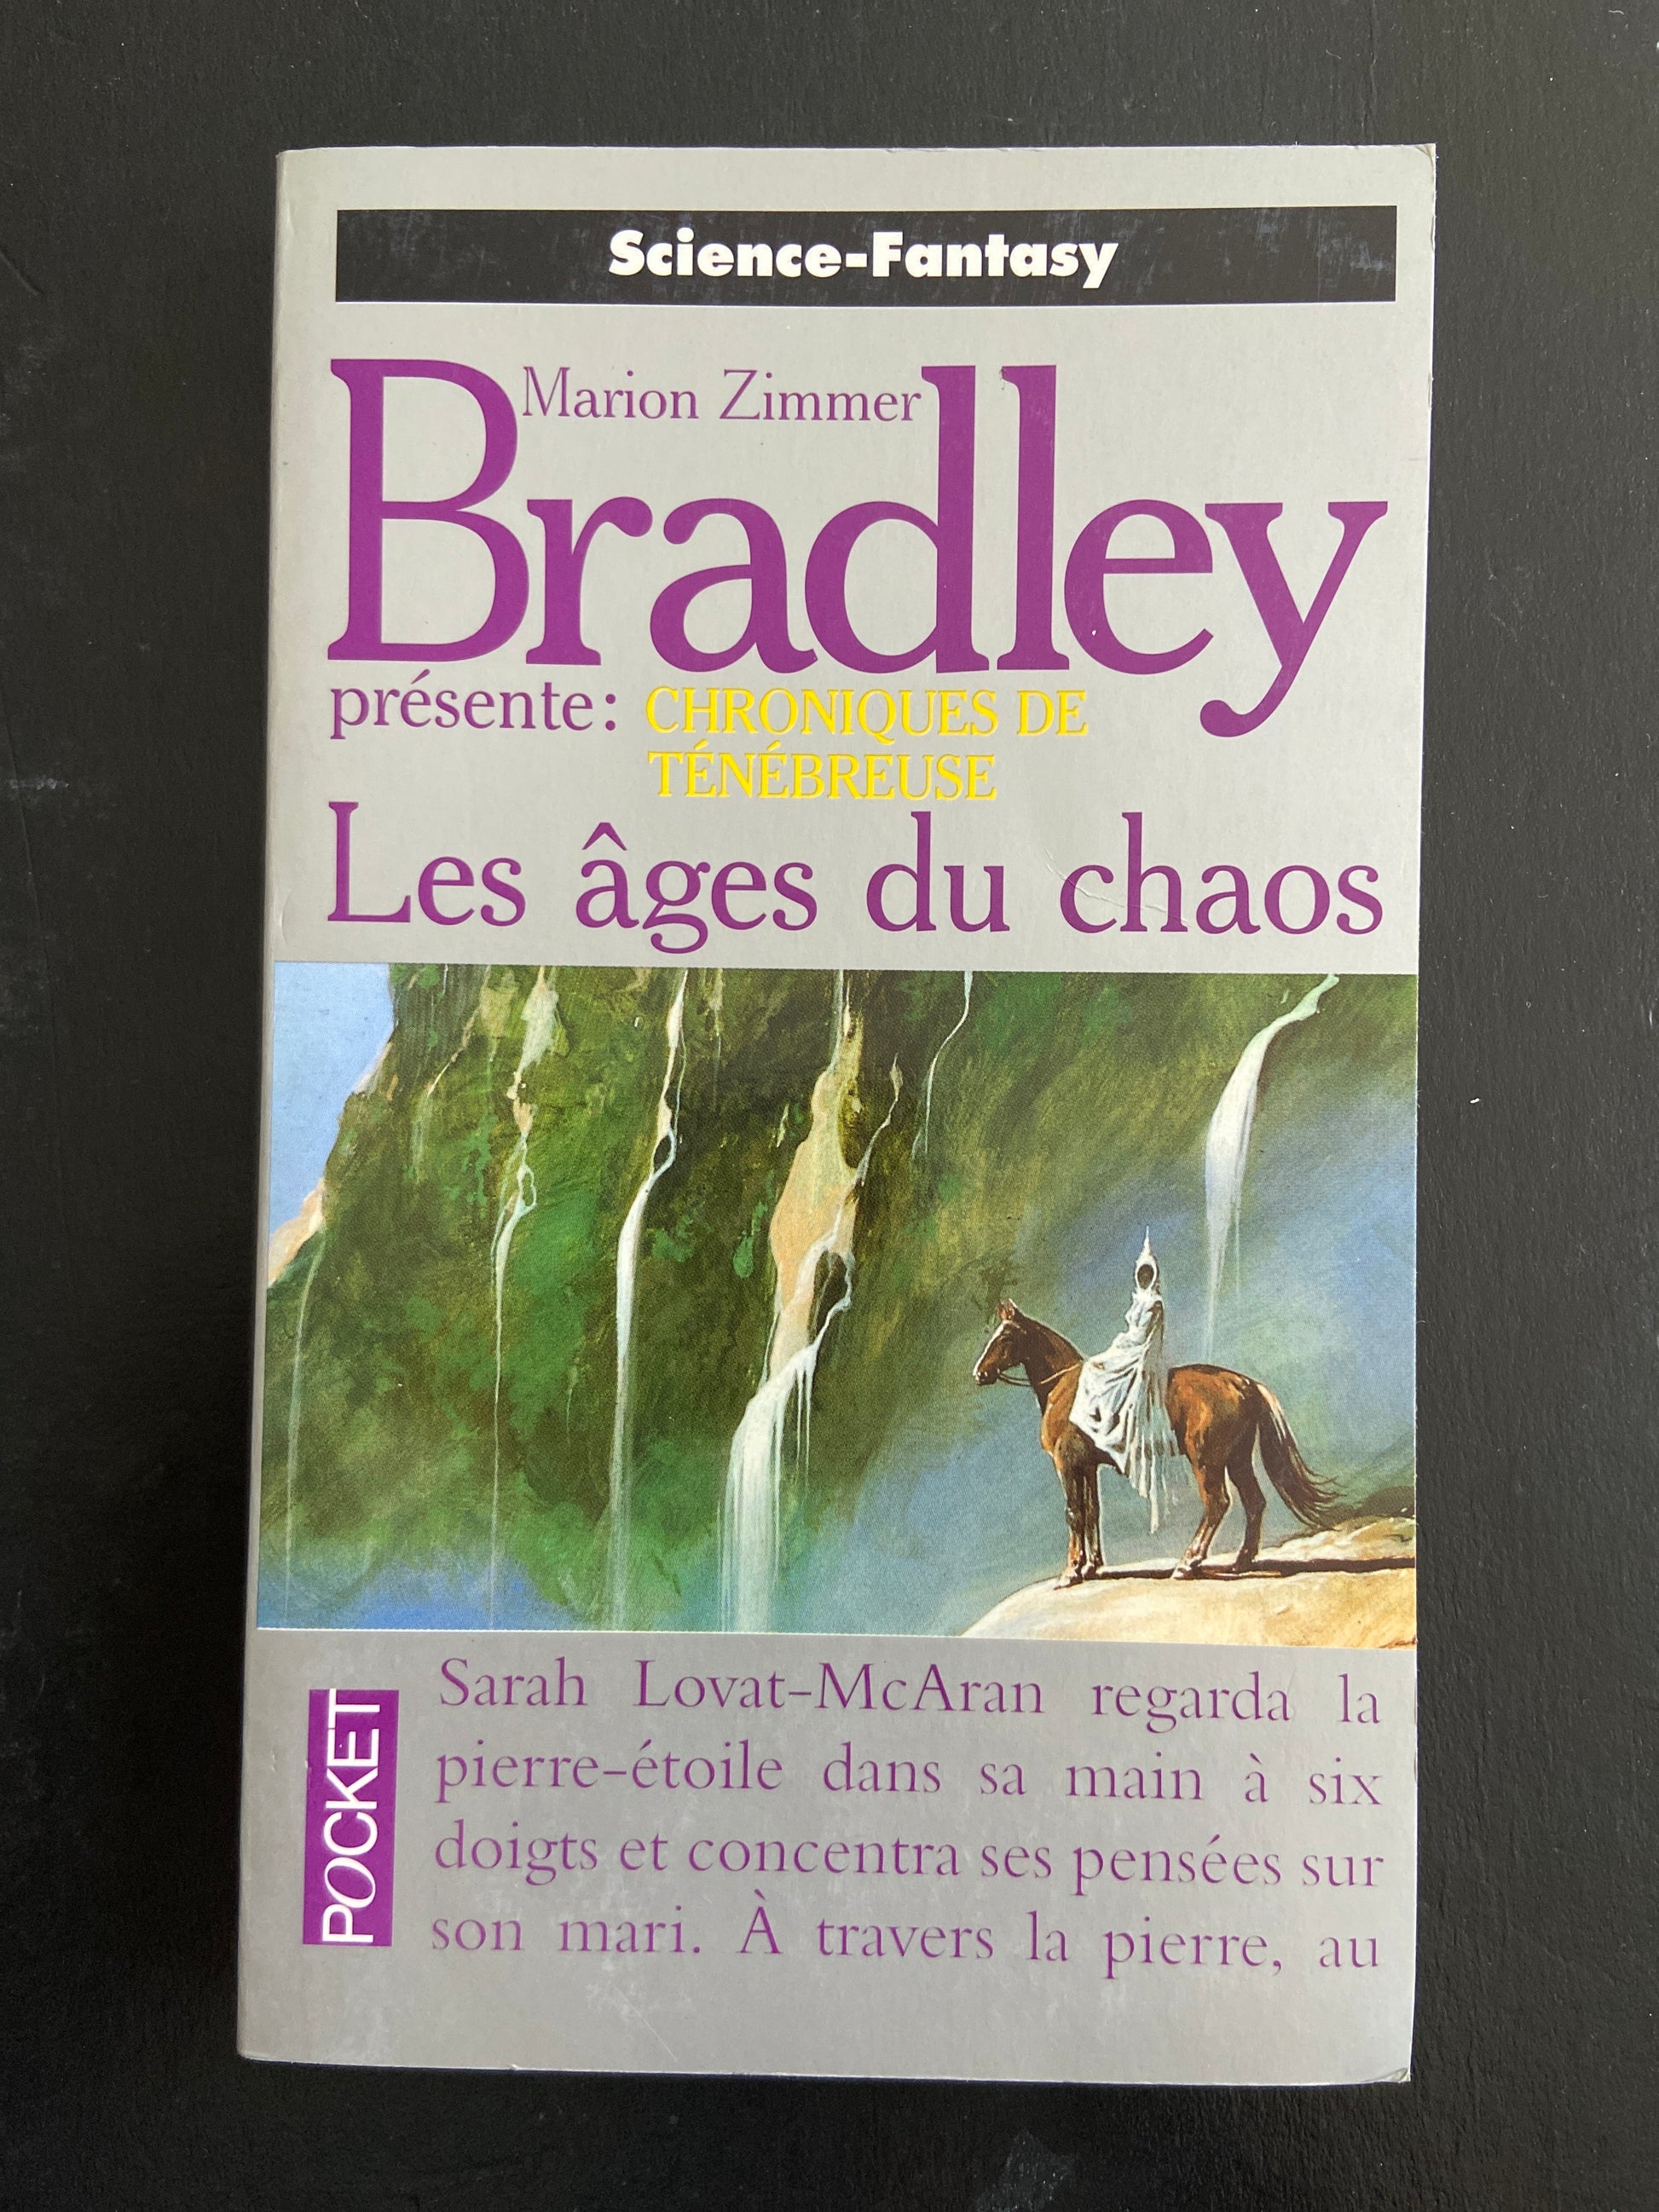 Science-Fantasy
Marion Zimmer
Bradley
présente: CHRONIQUES DE
TÉNÉBREUSE
Les âges du chaos
POCKET
Sarah Lovat-McAran regarda la
pierre-étoile dans sa main à six
doigts et concentra ses pensées sur
son mari. À travers la pierre, au